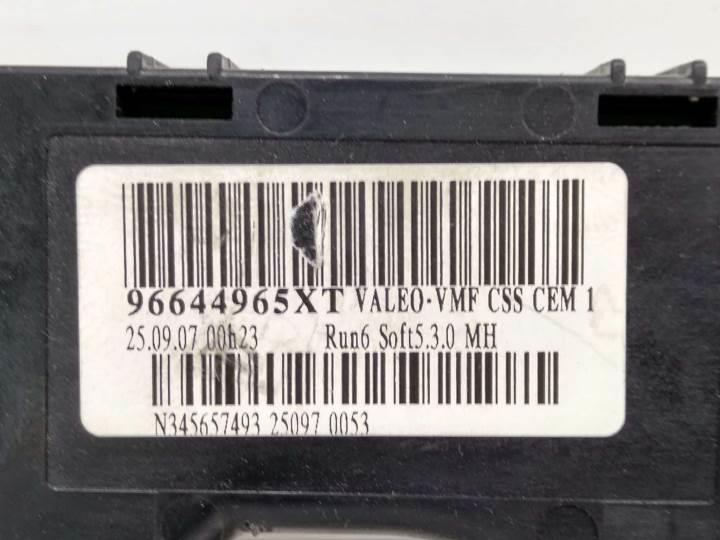 96644965XT VALEO-VMF CSS CEM 1
25.09.07 00h23 Run6 Soft5.3.0 MH
N345657493 25097 0053